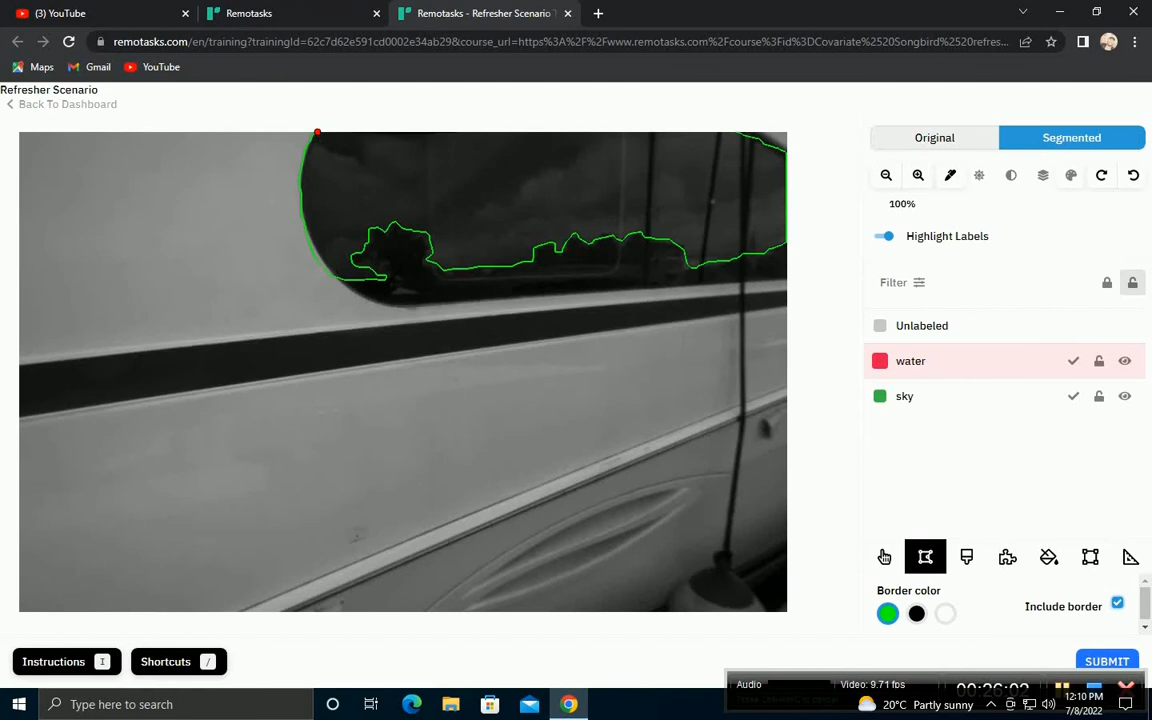 (3) YouTube
Remotasks
Remotasks - Refresher Scenario
remotasks.com/en/training?trainingId=62c7d62e591cd0002e34ab29&course_url=https%3A%2F%2Fwww.remotasks.com%2Fcourse%3Fid%3DCovariate%2520Songbird%2520refres...
Maps
Gmail
YouTube
Refresher Scenario
Back To Dashboard
Original
Segmented
100%
Highlight Labels
Filter
Unlabeled
water
sky
Border color
Include border
Instructions I
Shortcuts /
SUBMIT
Audio
Video: 9.71 fps
00:26:02
Type here to search
20°C Partly sunny
12:10 PM
7/8/2022